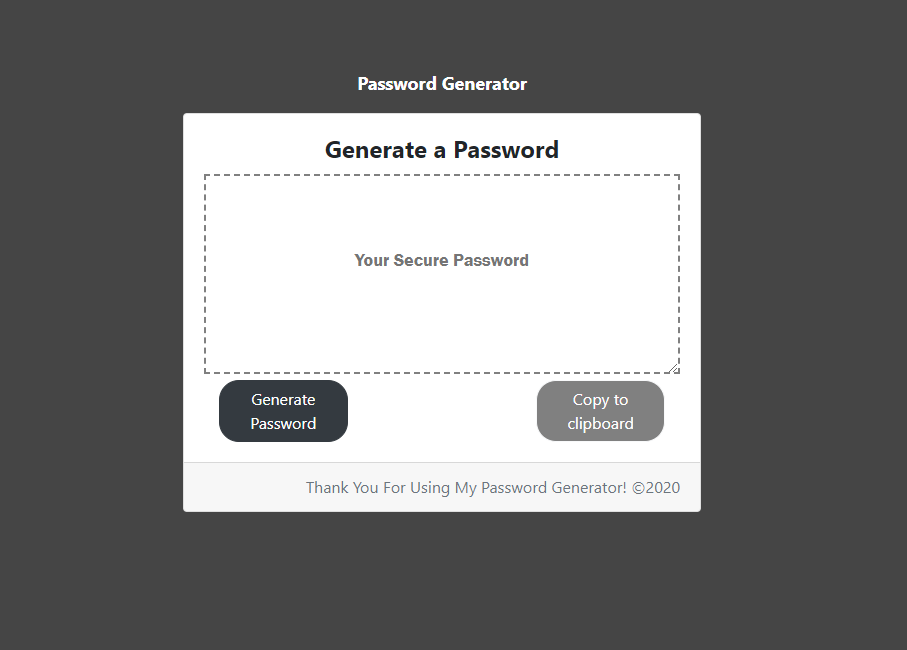 Password Generator
Generate a Password
Your Secure Password
Generate
Password
Copy to
clipboard
Thank You For Using My Password Generator! ©2020